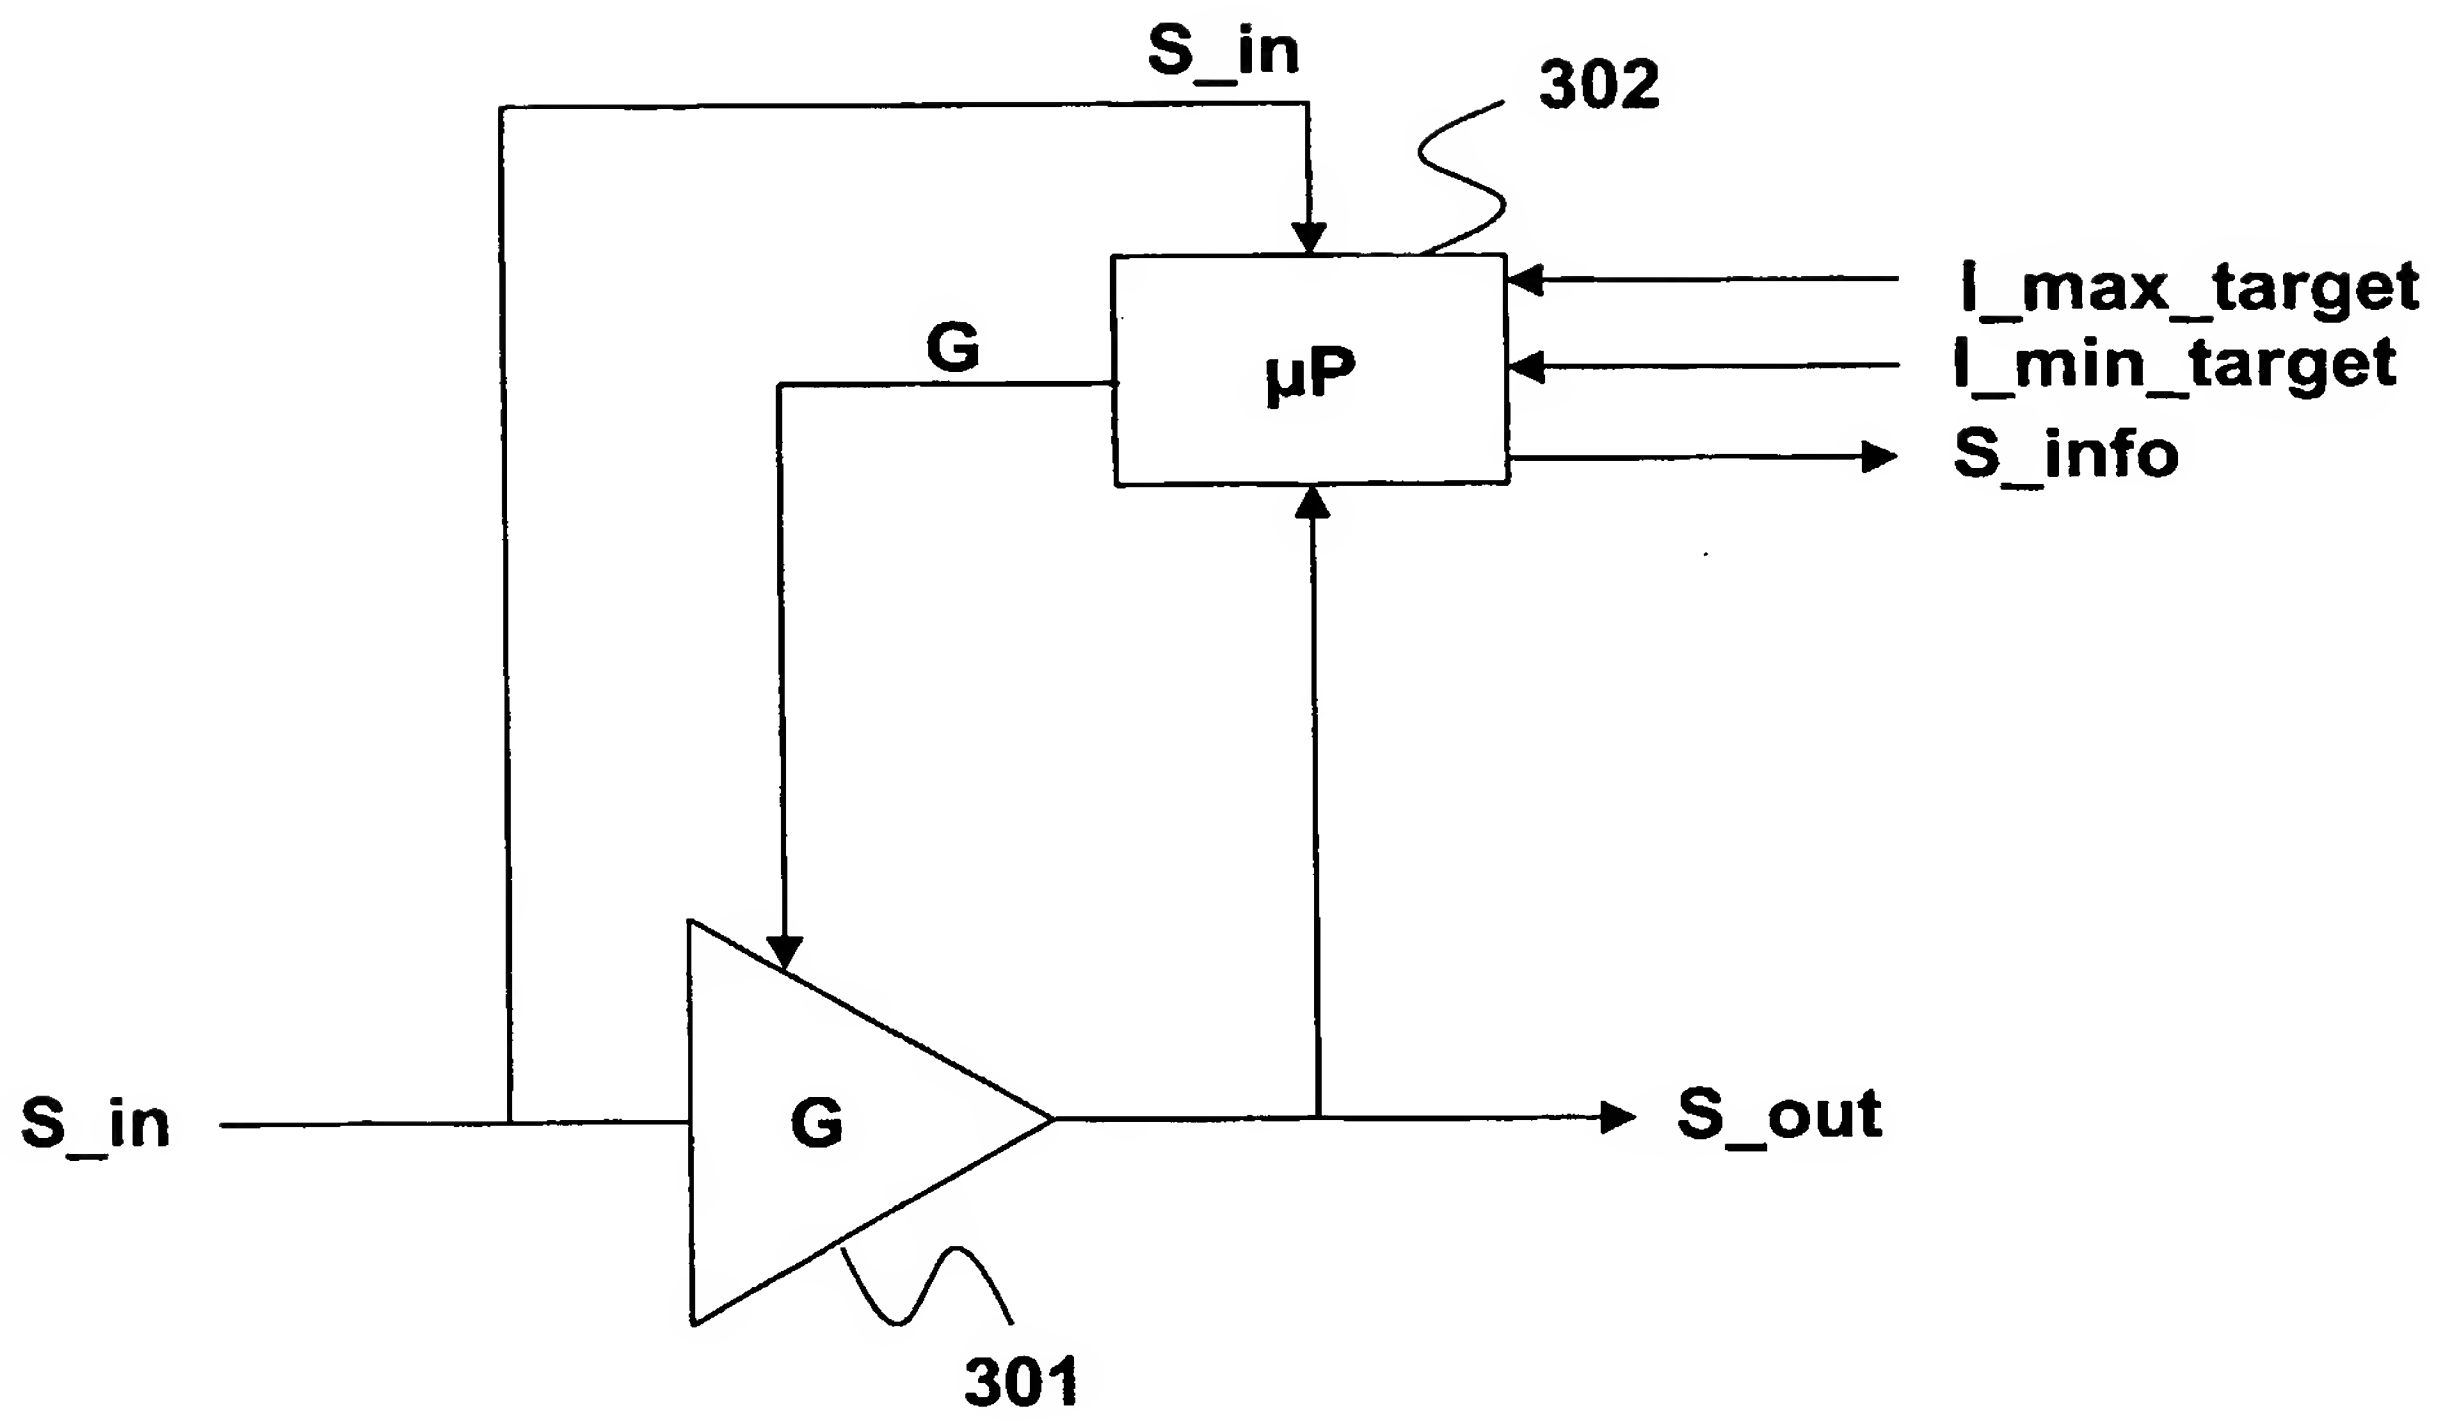 S_in
302
I_max_target
G
µP
I_min_target
S_info
S_in
G
S_out
301